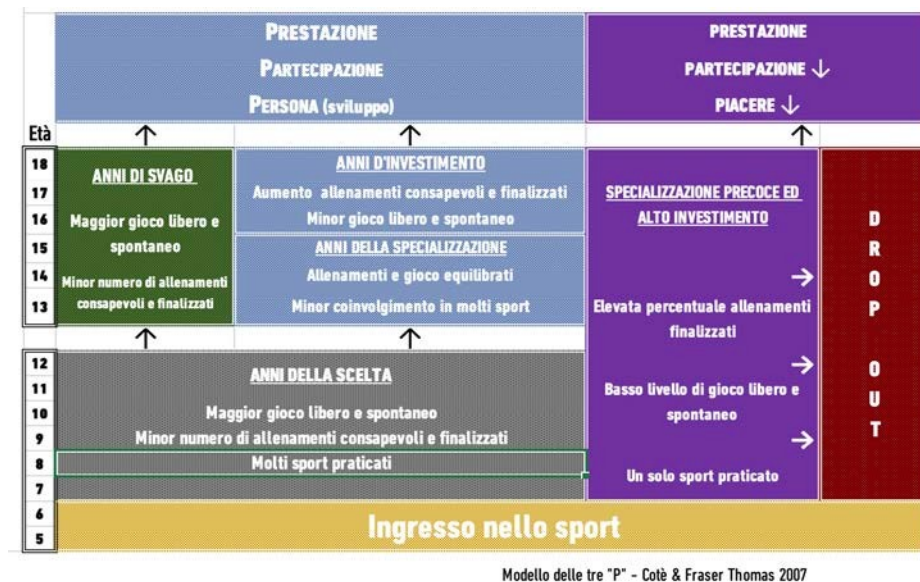 PRESTAZIONE
PARTECIPAZIONE
PERSONA (sviluppo)
PRESTAZIONE
PARTECIPAZIONE ↓
PIACERE ↓
Età
18
17
16
15
14
13
12
11
10
9
8
7
6
5
ANNI DI SVAGO
Maggior gioco libero e
spontaneo
Minor numero di allenamenti
consapevoli e finalizzati
ANNI D'INVESTIMENTO
Aumento allenamenti consapevoli e finalizzati
Minor gioco libero e spontaneo
ANNI DELLA SPECIALIZZAZIONE
Allenamenti e gioco equilibrati
Minor coinvolgimento in molti sport
ANNI DELLA SCELTA
Maggior gioco libero e spontaneo
Minor numero di allenamenti consapevoli e finalizzati
Molti sport praticati
SPECIALIZZAZIONE PRECOCE ED
ALTO INVESTIMENTO
Elevata percentuale allenamenti
finalizzati
Basso livello di gioco libero e
spontaneo
Un solo sport praticato
DROP OUT
Ingresso nello sport
Modello delle tre "P" - Cotè & Fraser Thomas 2007